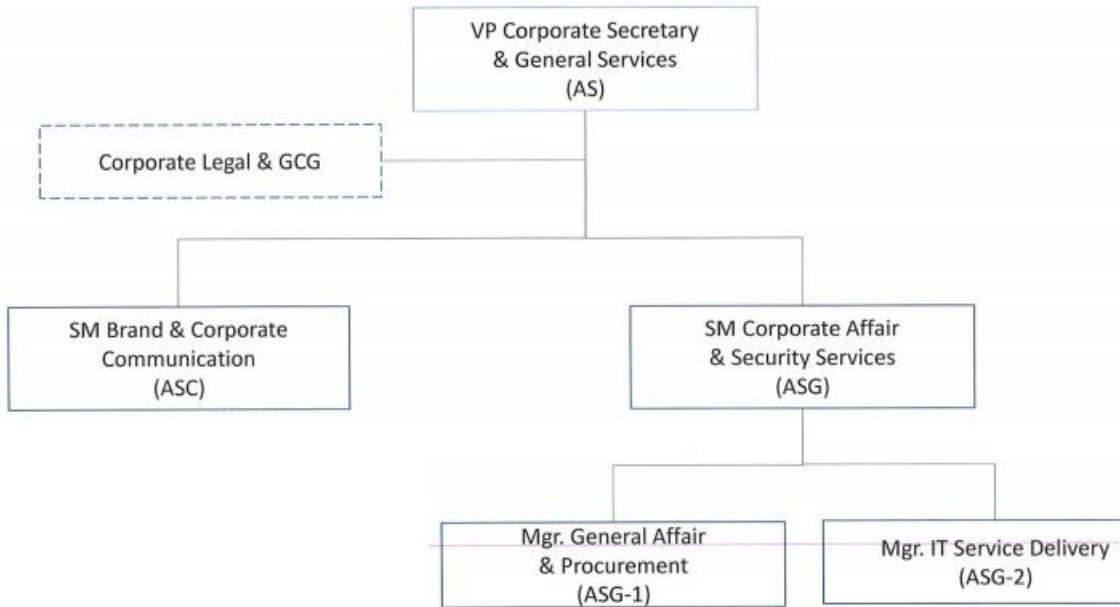 VP Corporate Secretary
& General Services
(AS)
Corporate Legal & GCG
SM Brand & Corporate
Communication
(ASC)
SM Corporate Affair
& Security Services
(ASG)
Mgr. General Affair
& Procurement
(ASG-1)
Mgr. IT Service Delivery
(ASG-2)